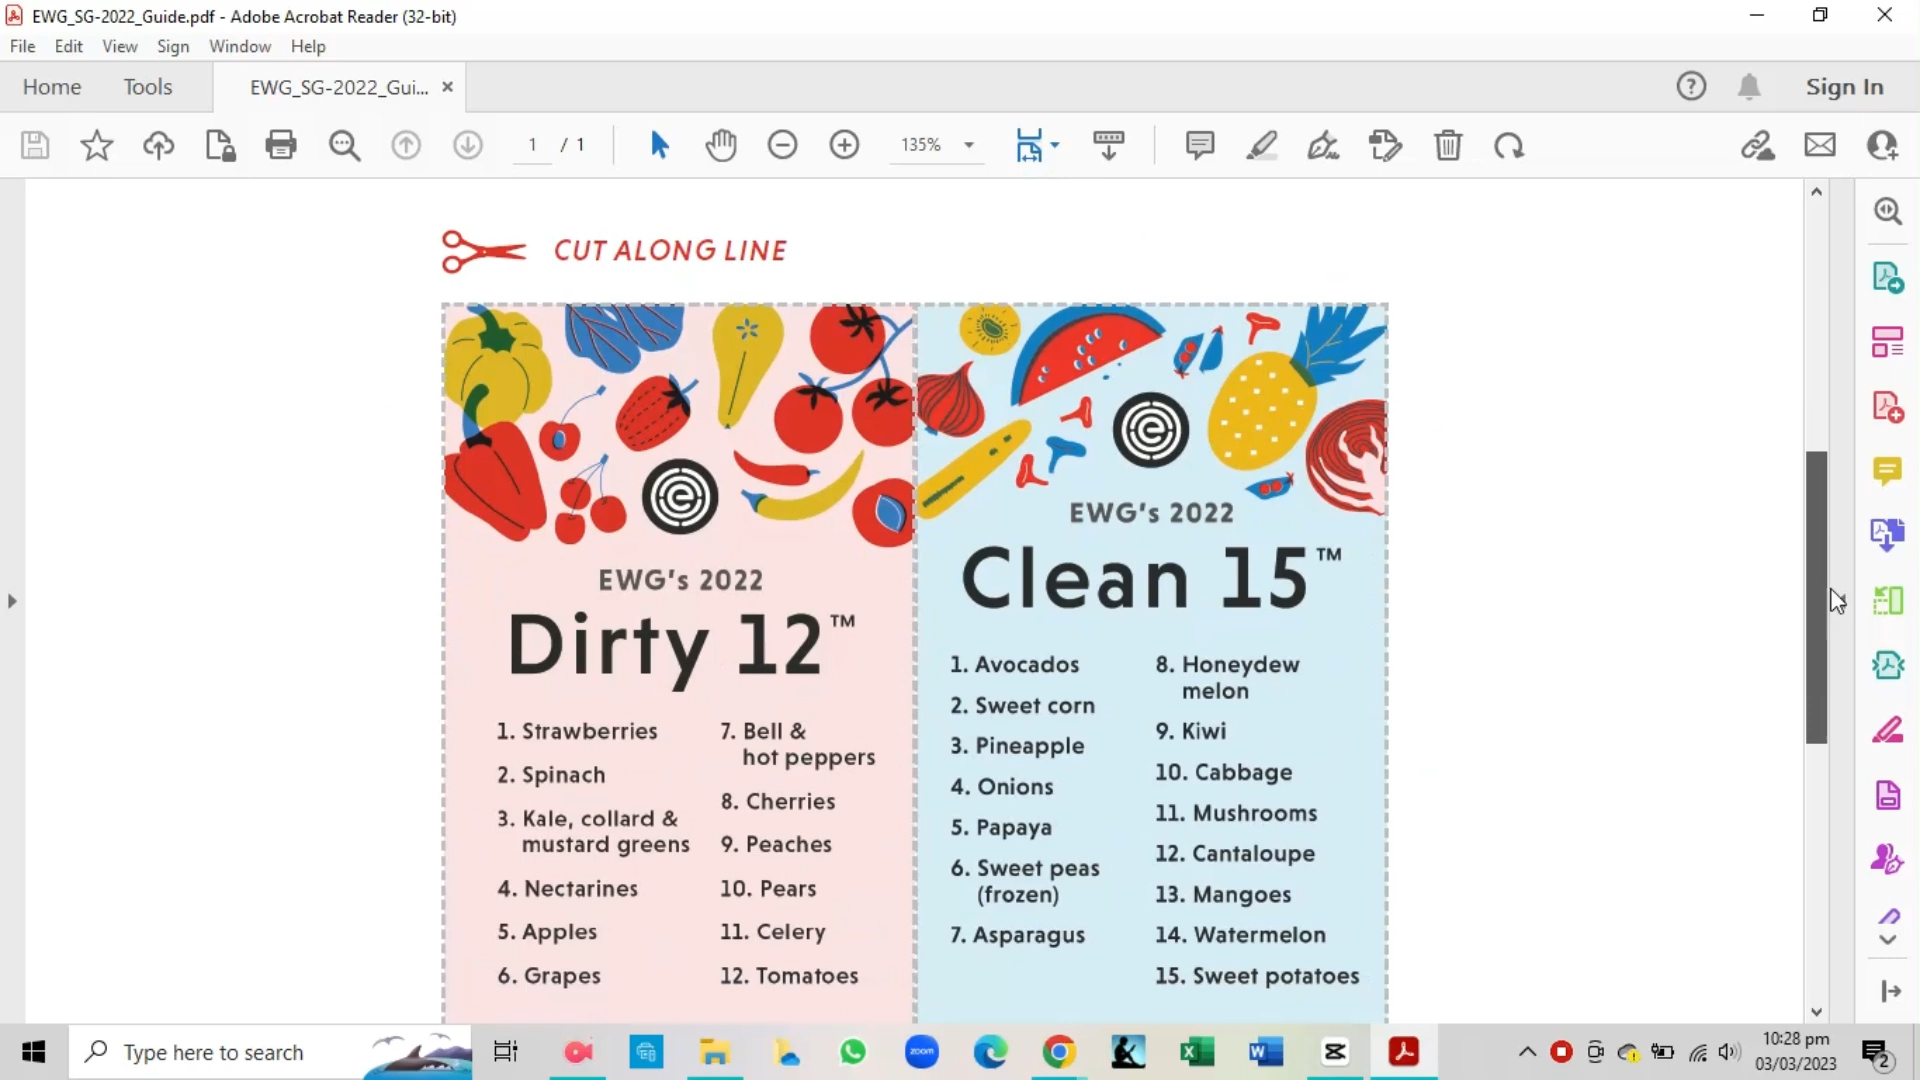 EWG_SG-2022_Guide.pdf - Adobe Acrobat Reader (32-bit)
File Edit View Sign Window Help
Home Tools EWG_SG-2022_Gui... × Sign In
1 / 1 135%
CUT ALONG LINE
EWG's 2022
Dirty 12™
1. Strawberries
2. Spinach
3. Kale, collard &
mustard greens
4. Nectarines
5. Apples
6. Grapes
7. Bell &
hot peppers
8. Cherries
9. Peaches
10. Pears
11. Celery
12. Tomatoes
EWG's 2022
Clean 15™
1. Avocados
2. Sweet corn
3. Pineapple
4. Onions
5. Papaya
6. Sweet peas
(frozen)
7. Asparagus
8. Honeydew
melon
9. Kiwi
10. Cabbage
11. Mushrooms
12. Cantaloupe
13. Mangoes
14. Watermelon
15. Sweet potatoes
Type here to search
zoom
10:28 pm
03/03/2023
2